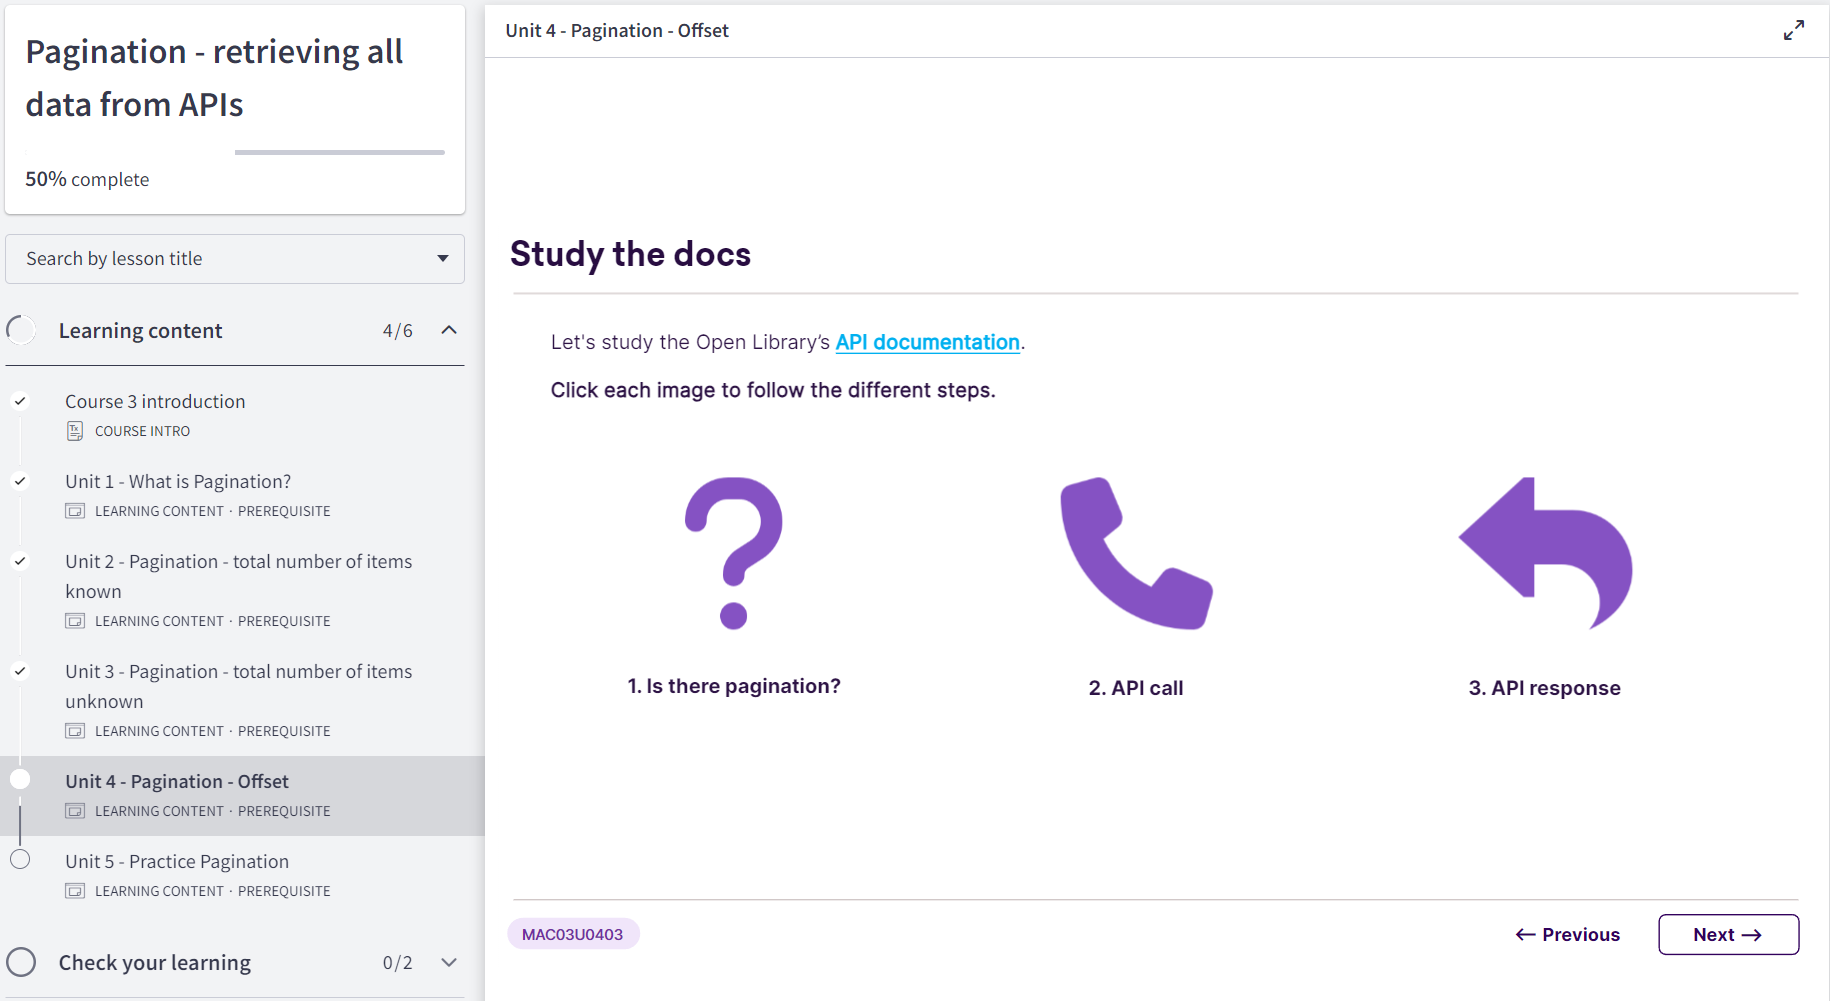 Pagination - retrieving all
data from APIs
50% complete
Search by lesson title
Learning content
4/6
Course 3 introduction
COURSE INTRO
Unit 1 - What is Pagination?
LEARNING CONTENT · PREREQUISITE
Unit 2 - Pagination - total number of items
known
LEARNING CONTENT · PREREQUISITE
Unit 3 - Pagination - total number of items
unknown
LEARNING CONTENT · PREREQUISITE
Unit 4 - Pagination - Offset
LEARNING CONTENT · PREREQUISITE
Unit 5 - Practice Pagination
LEARNING CONTENT · PREREQUISITE
Check your learning
0/2
Unit 4 - Pagination - Offset
Study the docs
Let's study the Open Library’s API documentation.
Click each image to follow the different steps.
1. Is there pagination?
2. API call
3. API response
MAC03U0403
← Previous
Next →